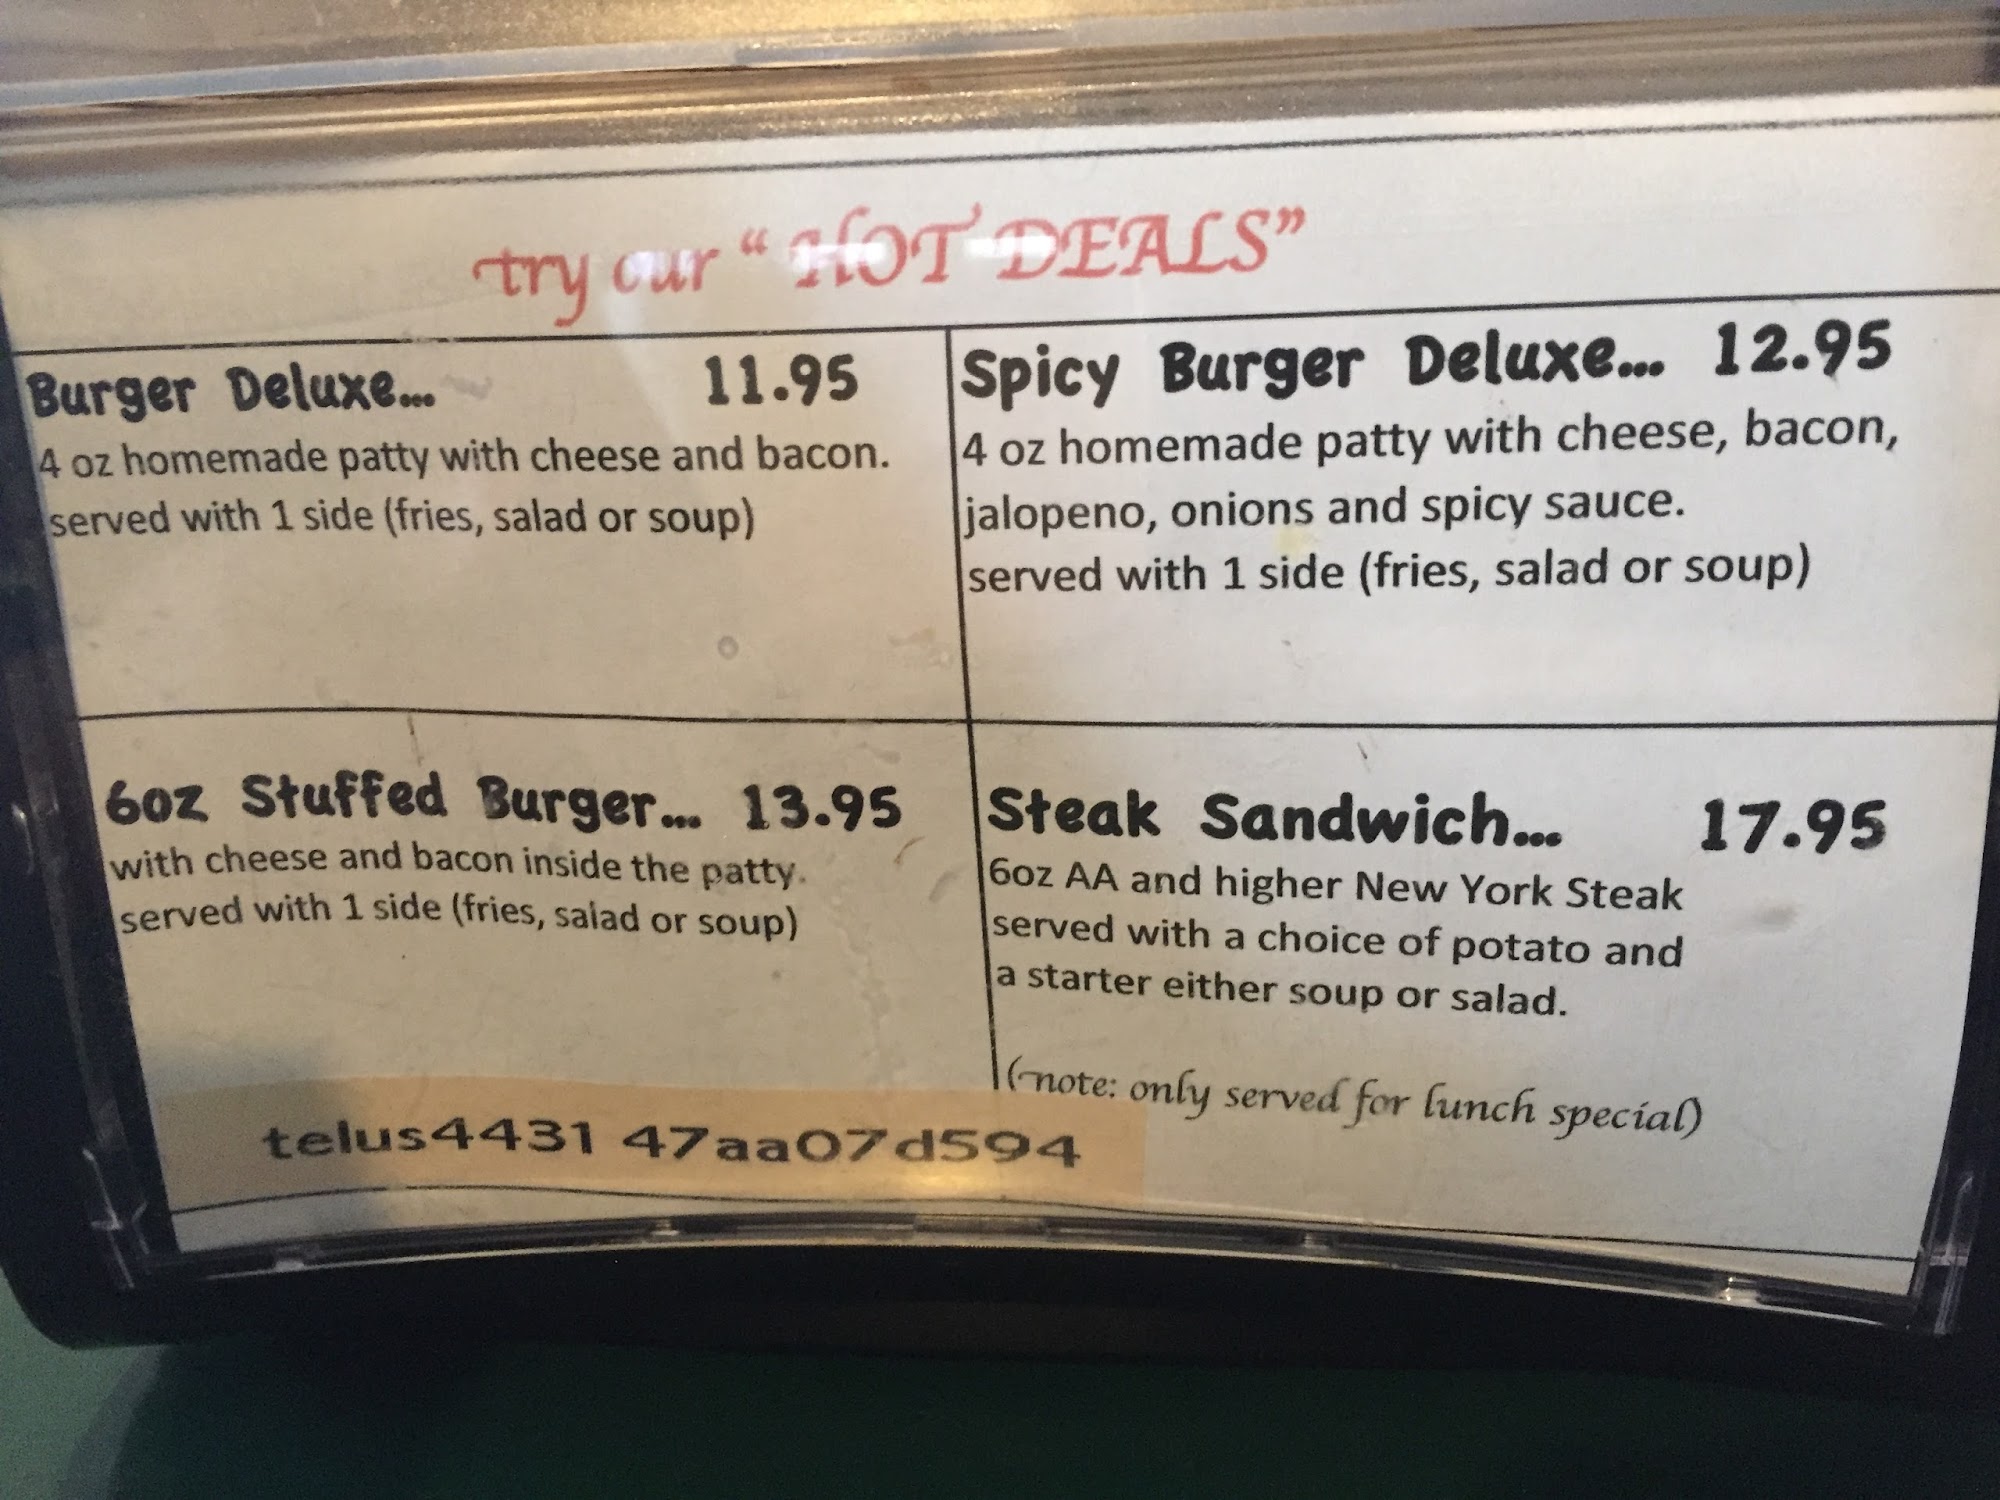 try our "HOT DEALS"
Burger Deluxe... 11.95
4 oz homemade patty with cheese and bacon.
served with 1 side (fries, salad or soup)
Spicy Burger Deluxe... 12.95
4 oz homemade patty with cheese, bacon,
jalopeno, onions and spicy sauce.
served with 1 side (fries, salad or soup)
6oz Stuffed Burger... 13.95
with cheese and bacon inside the patty.
served with 1 side (fries, salad or soup)
Steak Sandwich... 17.95
6oz AA and higher New York Steak
served with a choice of potato and
a starter either soup or salad.
(note: only served for lunch special)
telus4431 47aa07d594